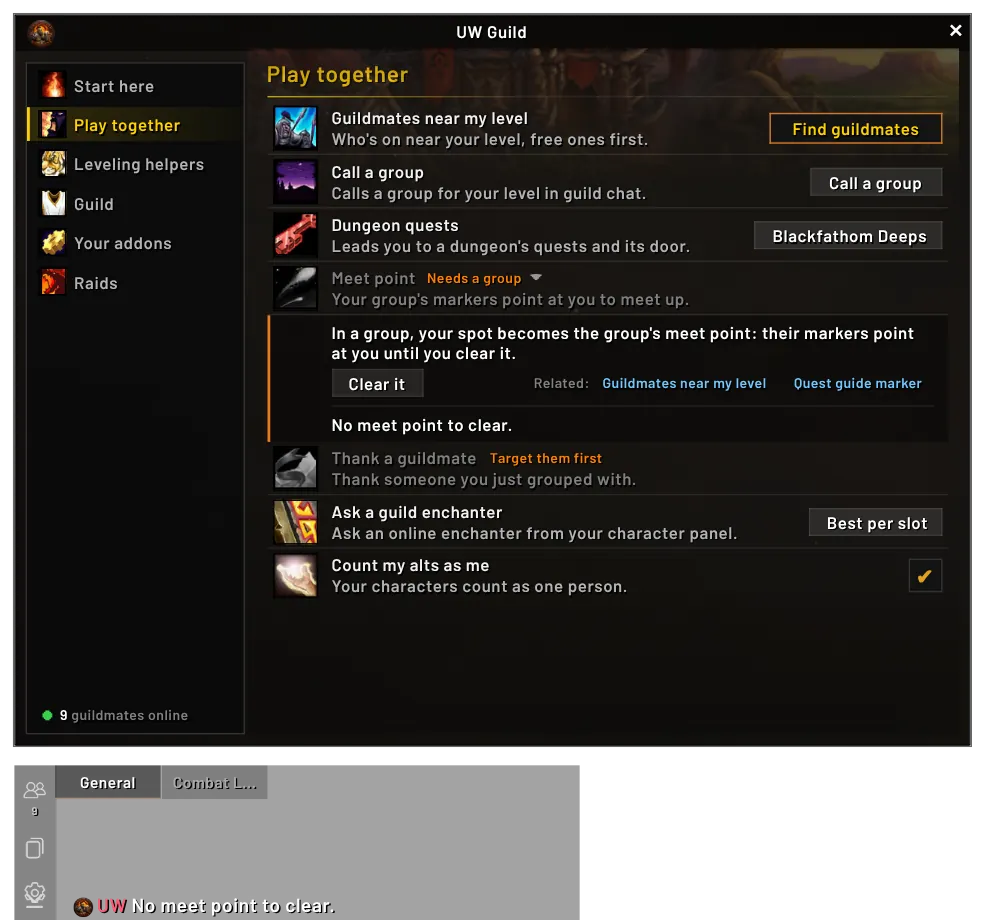 UW Guild
Start here
Play together
Leveling helpers
Guild
Your addons
Raids
9 guildmates online
Play together
Guildmates near my level
Who's on near your level, free ones first.
Find guildmates
Call a group
Calls a group for your level in guild chat.
Call a group
Dungeon quests
Leads you to a dungeon's quests and its door.
Blackfathom Deeps
Meet point Needs a group
Your group's markers point at you to meet up.
In a group, your spot becomes the group's meet point: their markers point
at you until you clear it.
Clear it
Related: Guildmates near my level Quest guide marker
No meet point to clear.
Thank a guildmate Target them first
Thank someone you just grouped with.
Ask a guild enchanter
Ask an online enchanter from your character panel.
Best per slot
Count my alts as me
Your characters count as one person.
General Combat L...
9
UW No meet point to clear.